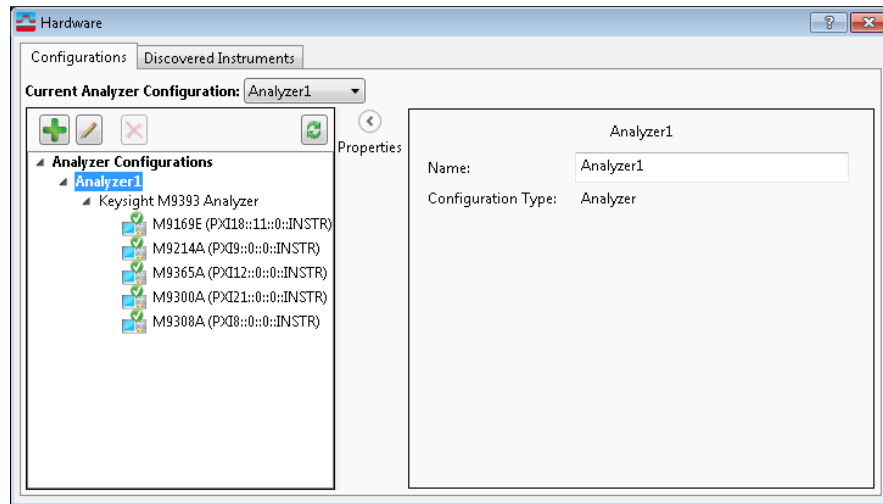 Hardware
Configurations Discovered Instruments
Current Analyzer Configuration: Analyzer1
Properties
Analyzer Configurations
Analyzer1
Keysight M9393 Analyzer
M9169E (PXI18::11::0::INSTR)
M9214A (PXI9::0::0::INSTR)
M9365A (PXI12::0::0::INSTR)
M9300A (PXI21::0::0::INSTR)
M9308A (PXI8::0::0::INSTR)
Analyzer1
Name: Analyzer1
Configuration Type: Analyzer